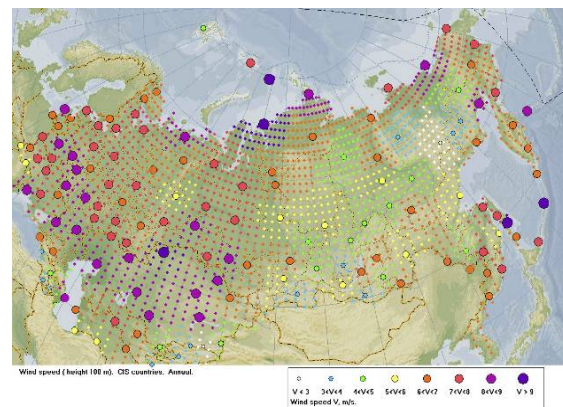 Wind speed ( height 100 m). CIS countries. Annual.
V < 3 3<V<4 4<V<5 5<V<6 6<V<7 7<V<8 8<V<9 V > 9
Wind speed V, m/s.